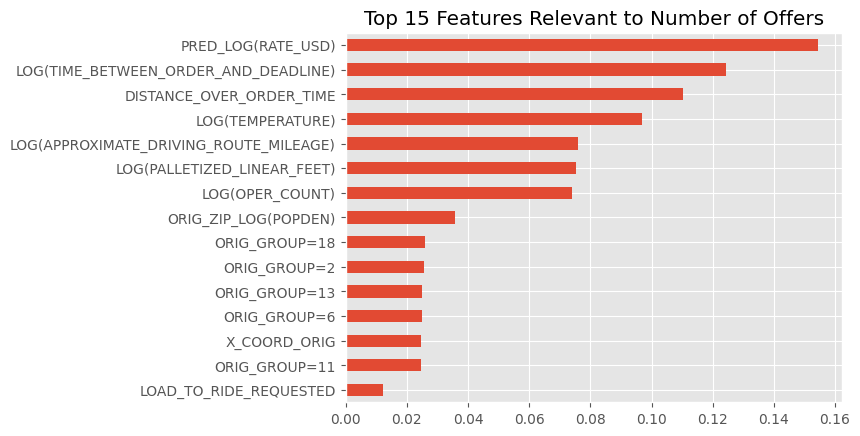 Top 15 Features Relevant to Number of Offers
PRED_LOG(RATE_USD)
LOG(TIME_BETWEEN_ORDER_AND_DEADLINE)
DISTANCE_OVER_ORDER_TIME
LOG(TEMPERATURE)
LOG(APPROXIMATE_DRIVING_ROUTE_MILEAGE)
LOG(PALLETIZED_LINEAR_FEET)
LOG(OPER_COUNT)
ORIG_ZIP_LOG(POPDEN)
ORIG_GROUP=18
ORIG_GROUP=2
ORIG_GROUP=13
ORIG_GROUP=6
X_COORD_ORIG
ORIG_GROUP=11
LOAD_TO_RIDE_REQUESTED
0.00 0.02 0.04 0.06 0.08 0.10 0.12 0.14 0.16